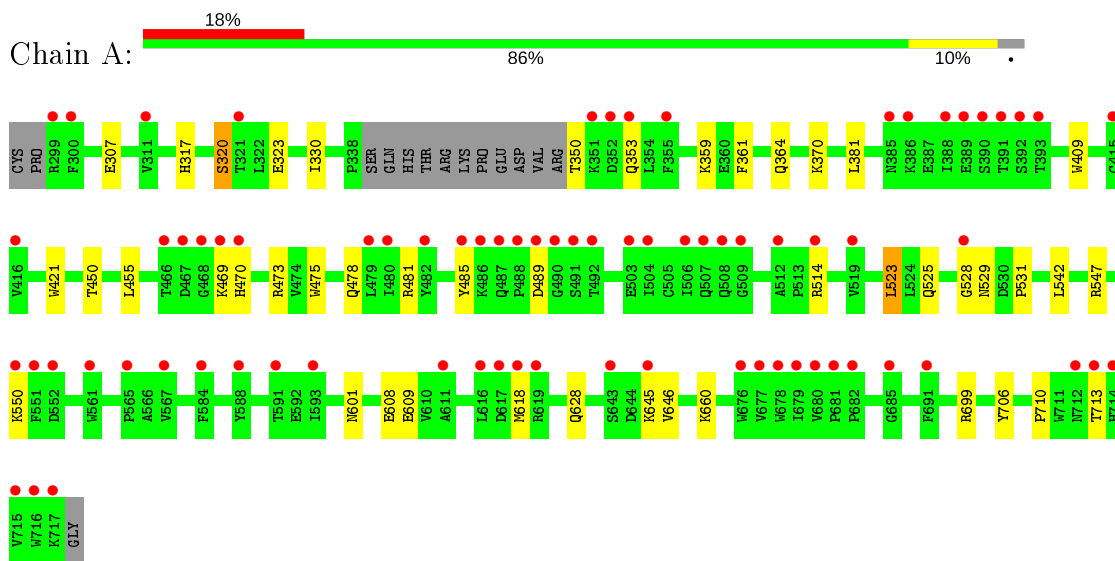 18%
Chain A:
86% 10% •
CYS PRO R299 F300 E307 V311 H317 S320 T321 L322 E323 I330 P338 SER GLN HIS THR ARG LYS PRO GLU ASP VAL ARG T350 K351 D352 Q353 L354 F355 K359 E360 F361 Q364 K370 L381 N385 K386 E387 I388 E389 S390 T391 S392 T393 W409 G415
V416 W421 T450 L455 T466 D467 G468 K469 H470 R473 V474 W475 Q478 L479 I480 R481 Y482 Y485 K486 Q487 P488 D489 G490 S491 T492 E503 I504 C505 I506 Q507 Q508 G509 A512 P513 R514 V519 L523 L524 Q525 G528 N529 D530 P531 L542 R547
K550 F551 D552 W561 P565 A566 V567 F584 Y588 T591 E592 I593 N601 E608 E609 V610 A611 L616 D617 M618 R619 Q628 S643 D644 K645 V646 K660 W676 V677 W678 I679 V680 P681 P682 G685 F691 R699 Y706 P710 W711 N712 T713
V715 W716 K717 GLY